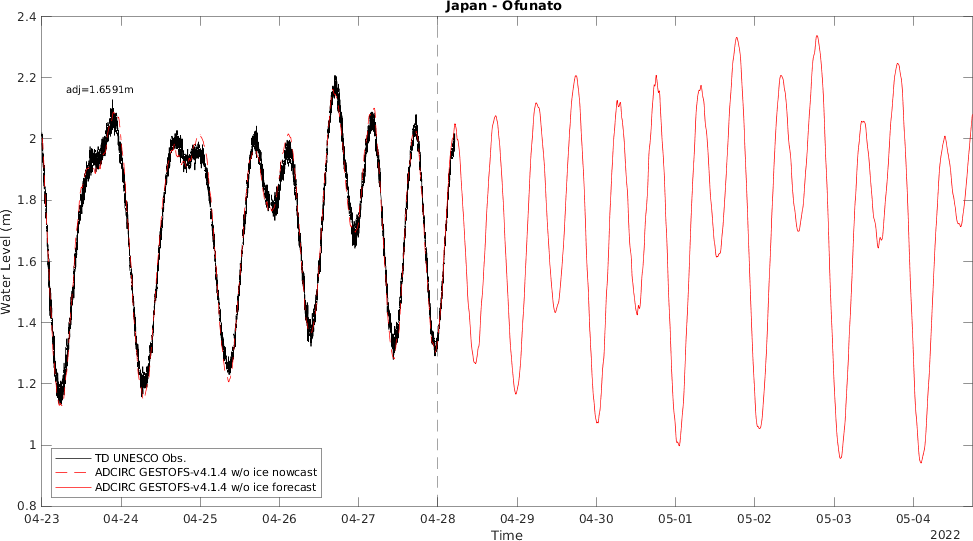 Japan - Ofunato
2.4
2.2
2
1.8
1.6
1.4
1.2
1
0.8
Water Level (m)
adj=1.6591m
TD UNESCO Obs.
ADCIRC GESTOFS-v4.1.4 w/o ice nowcast
ADCIRC GESTOFS-v4.1.4 w/o ice forecast
04-23 04-24 04-25 04-26 04-27 04-28 04-29 04-30 05-01 05-02 05-03 05-04
Time
2022